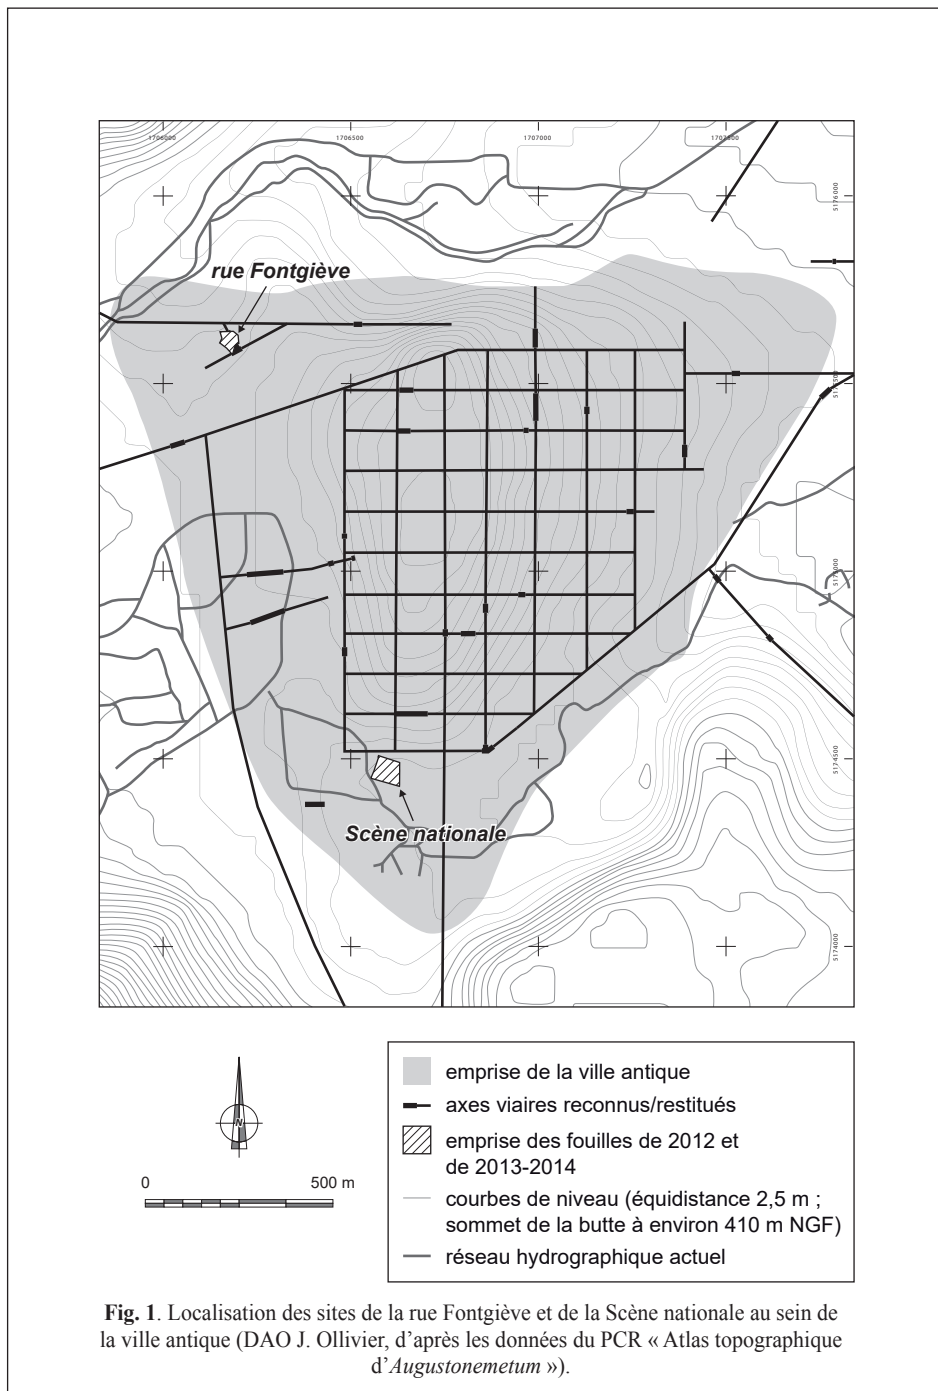 1706000
1706500
1707000
1707500
5176000
rue Fontgiève
5175500
5175000
5174500
Scène nationale
5174000
emprise de la ville antique
axes viaires reconnus/restitués
N
emprise des fouilles de 2012 et
de 2013-2014
0
500 m
courbes de niveau (équidistance 2,5 m ;
sommet de la butte à environ 410 m NGF)
réseau hydrographique actuel
Fig. 1. Localisation des sites de la rue Fontgiève et de la Scène nationale au sein de
la ville antique (DAO J. Ollivier, d'après les données du PCR « Atlas topographique
d'Augustonemetum »).